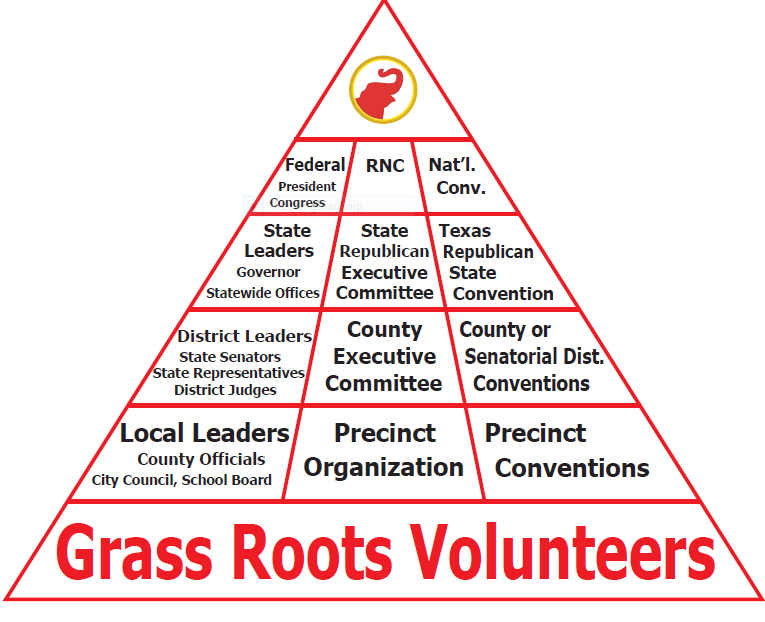 Federal
President
Congress
RNC
Nat’l.
Conv.
State
Leaders
Governor
Statewide Offices
State
Republican
Executive
Committee
Texas
Republican
State
Convention
District Leaders
State Senators
State Representatives
District Judges
County
Executive
Committee
County or
Senatorial Dist.
Conventions
Local Leaders
County Officials
City Council, School Board
Precinct
Organization
Precinct
Conventions
Grass Roots Volunteers